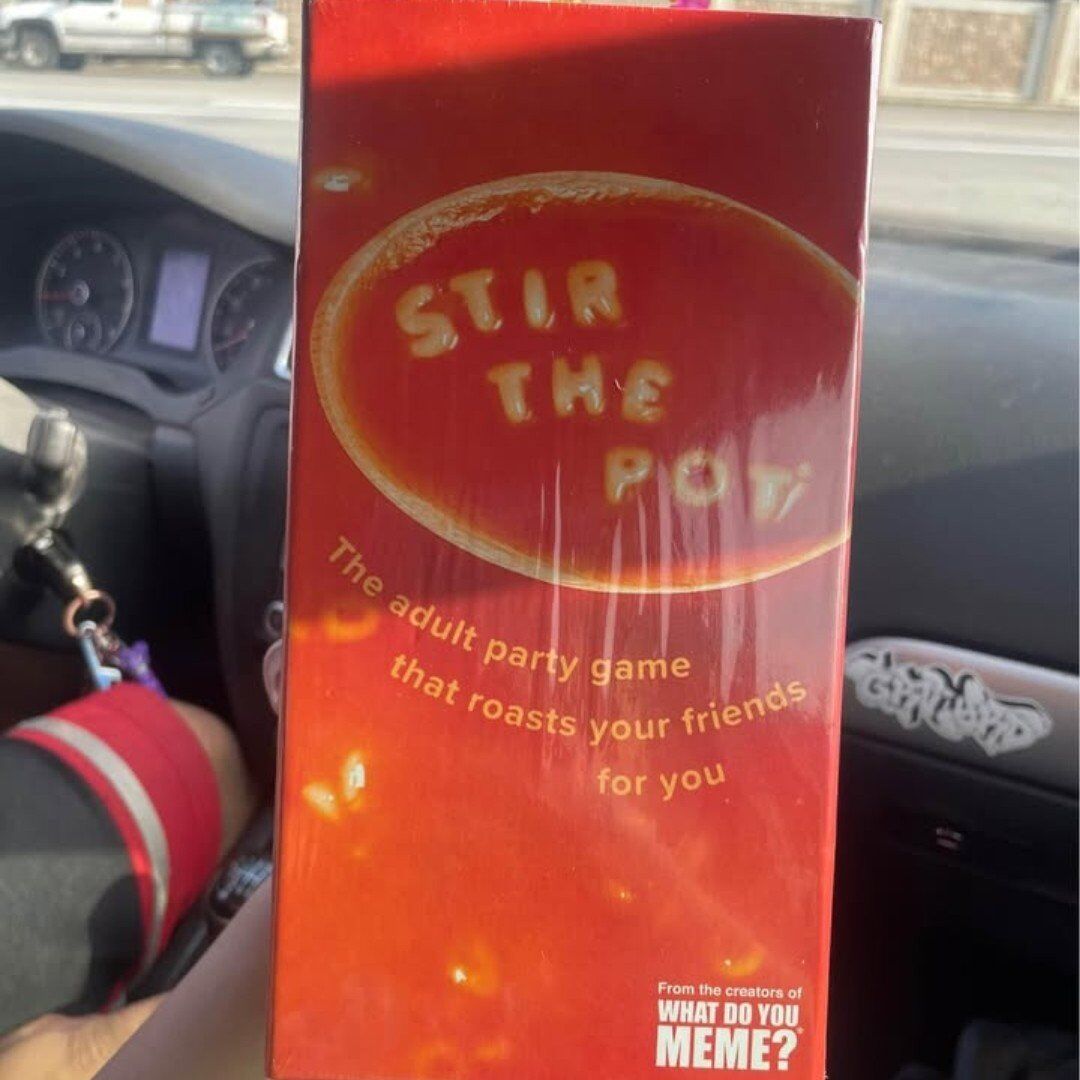 STIR
THE
POT
The adult party game
that roasts your friends
for you
From the creators of
WHAT DO YOU
MEME?